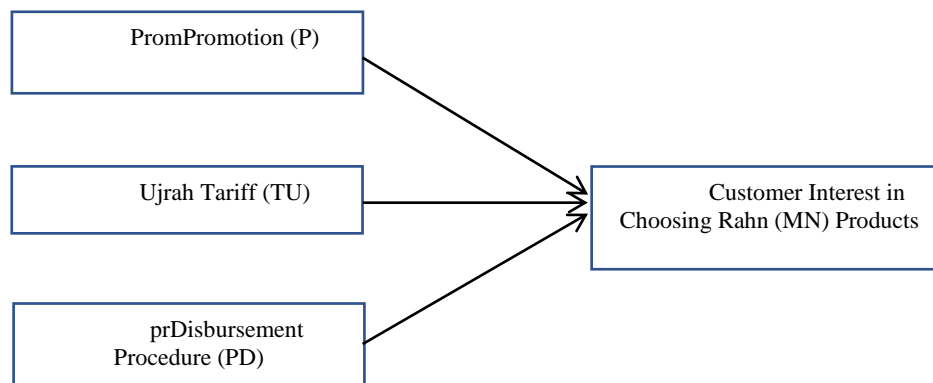 PromPromotion (P)
Ujrah Tariff (TU)
Customer Interest in
Choosing Rahn (MN) Products
prDisbursement
Procedure (PD)